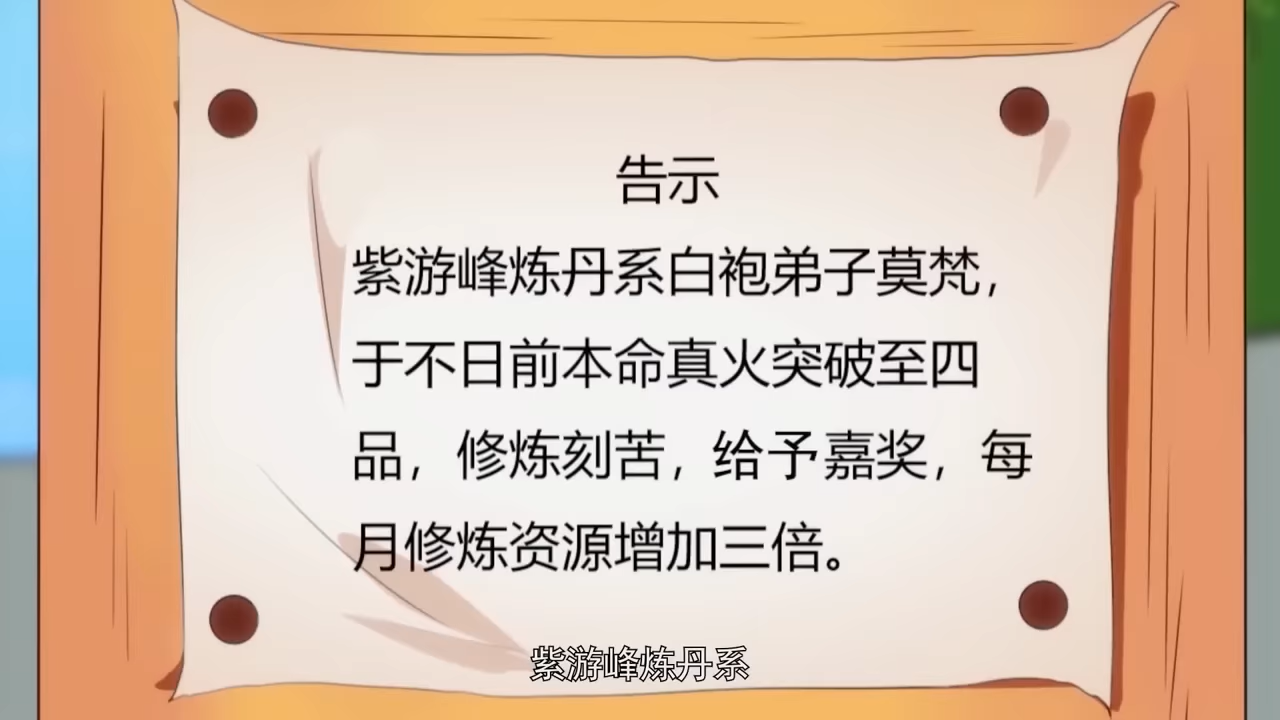 告示
紫游峰炼丹系白袍弟子莫梵，
于不日前本命真火突破至四
品，修炼刻苦，给予嘉奖，每
月修炼资源增加三倍。
紫游峰炼丹系